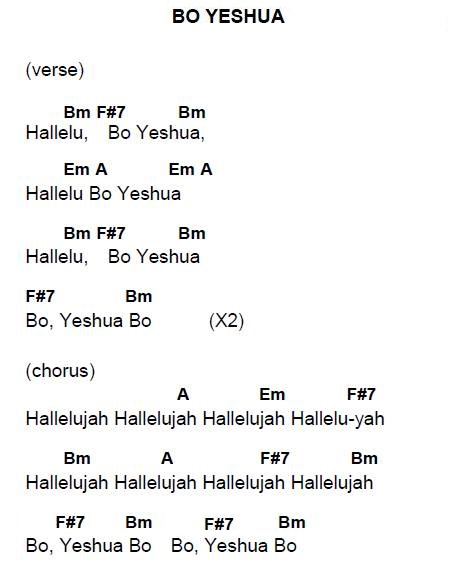 BO YESHUA
(verse)
Bm F#7 Bm
Hallelu, Bo Yeshua,
Em A Em A
Hallelu Bo Yeshua
Bm F#7 Bm
Hallelu, Bo Yeshua
F#7 Bm
Bo, Yeshua Bo (X2)
(chorus)
A Em F#7
Hallelujah Hallelujah Hallelujah Hallelu-yah
Bm A F#7 Bm
Hallelujah Hallelujah Hallelujah Hallelujah
F#7 Bm F#7 Bm
Bo, Yeshua Bo Bo, Yeshua Bo